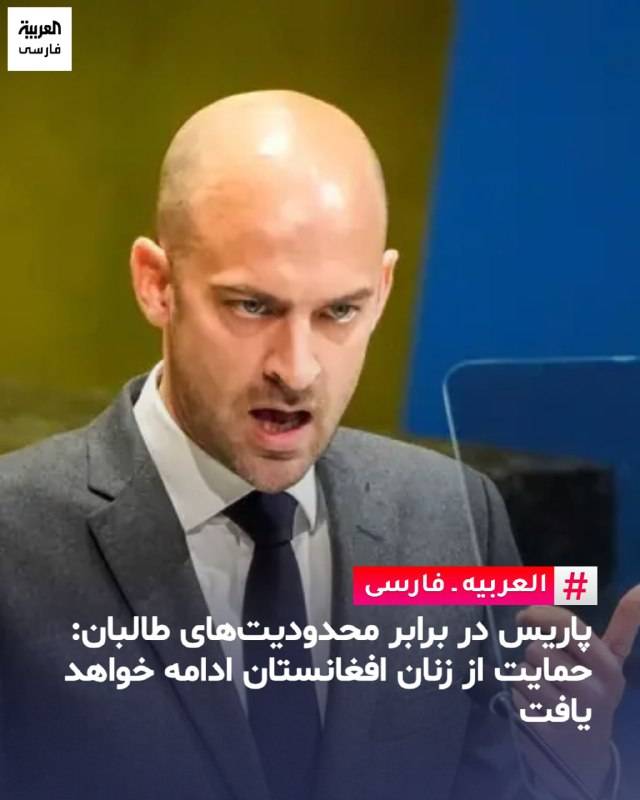 العربية
فارسی
# العربیه ـ فارسی
پاریس در برابر محدودیت‌های طالبان:
حمایت از زنان افغانستان ادامه خواهد
یافت